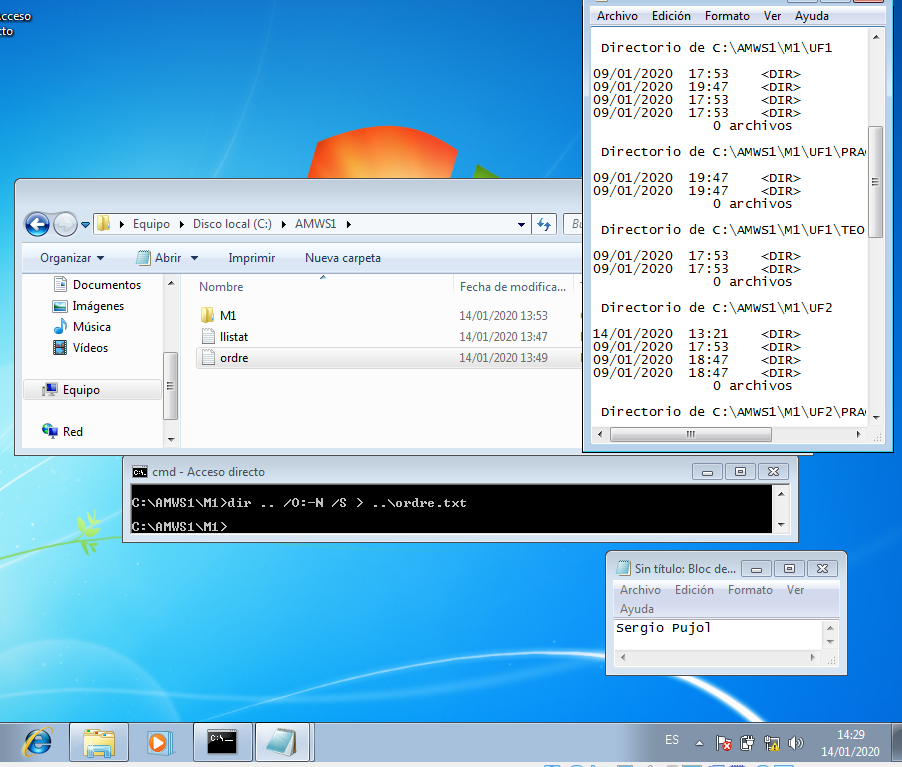 Acceso
cto
Archivo Edición Formato Ver Ayuda
Directorio de C:\AMWS1\M1\UF1
09/01/2020 17:53 <DIR>
09/01/2020 19:47 <DIR>
09/01/2020 17:53 <DIR>
09/01/2020 17:53 <DIR>
0 archivos
Directorio de C:\AMWS1\M1\UF1\PRA
09/01/2020 19:47 <DIR>
09/01/2020 19:47 <DIR>
0 archivos
Directorio de C:\AMWS1\M1\UF1\TEO
09/01/2020 17:53 <DIR>
09/01/2020 17:53 <DIR>
0 archivos
Directorio de C:\AMWS1\M1\UF2
14/01/2020 13:21 <DIR>
09/01/2020 17:53 <DIR>
09/01/2020 18:47 <DIR>
09/01/2020 18:47 <DIR>
0 archivos
Directorio de C:\AMWS1\M1\UF2\PRA
Equipo Disco local (C:) AMWS1
Organizar Abrir Imprimir Nueva carpeta
Documentos
Imágenes
Música
Vídeos
Equipo
Red
Nombre Fecha de modifica...
M1 14/01/2020 13:53
llistat 14/01/2020 13:47
ordre 14/01/2020 13:49
cmd - Acceso directo
C:\AMWS1\M1>dir .. /O:-N /S > ..\ordre.txt
C:\AMWS1\M1>
Sin título: Bloc de...
Archivo Edición Formato Ver
Ayuda
Sergio Pujol
ES
14:29
14/01/2020